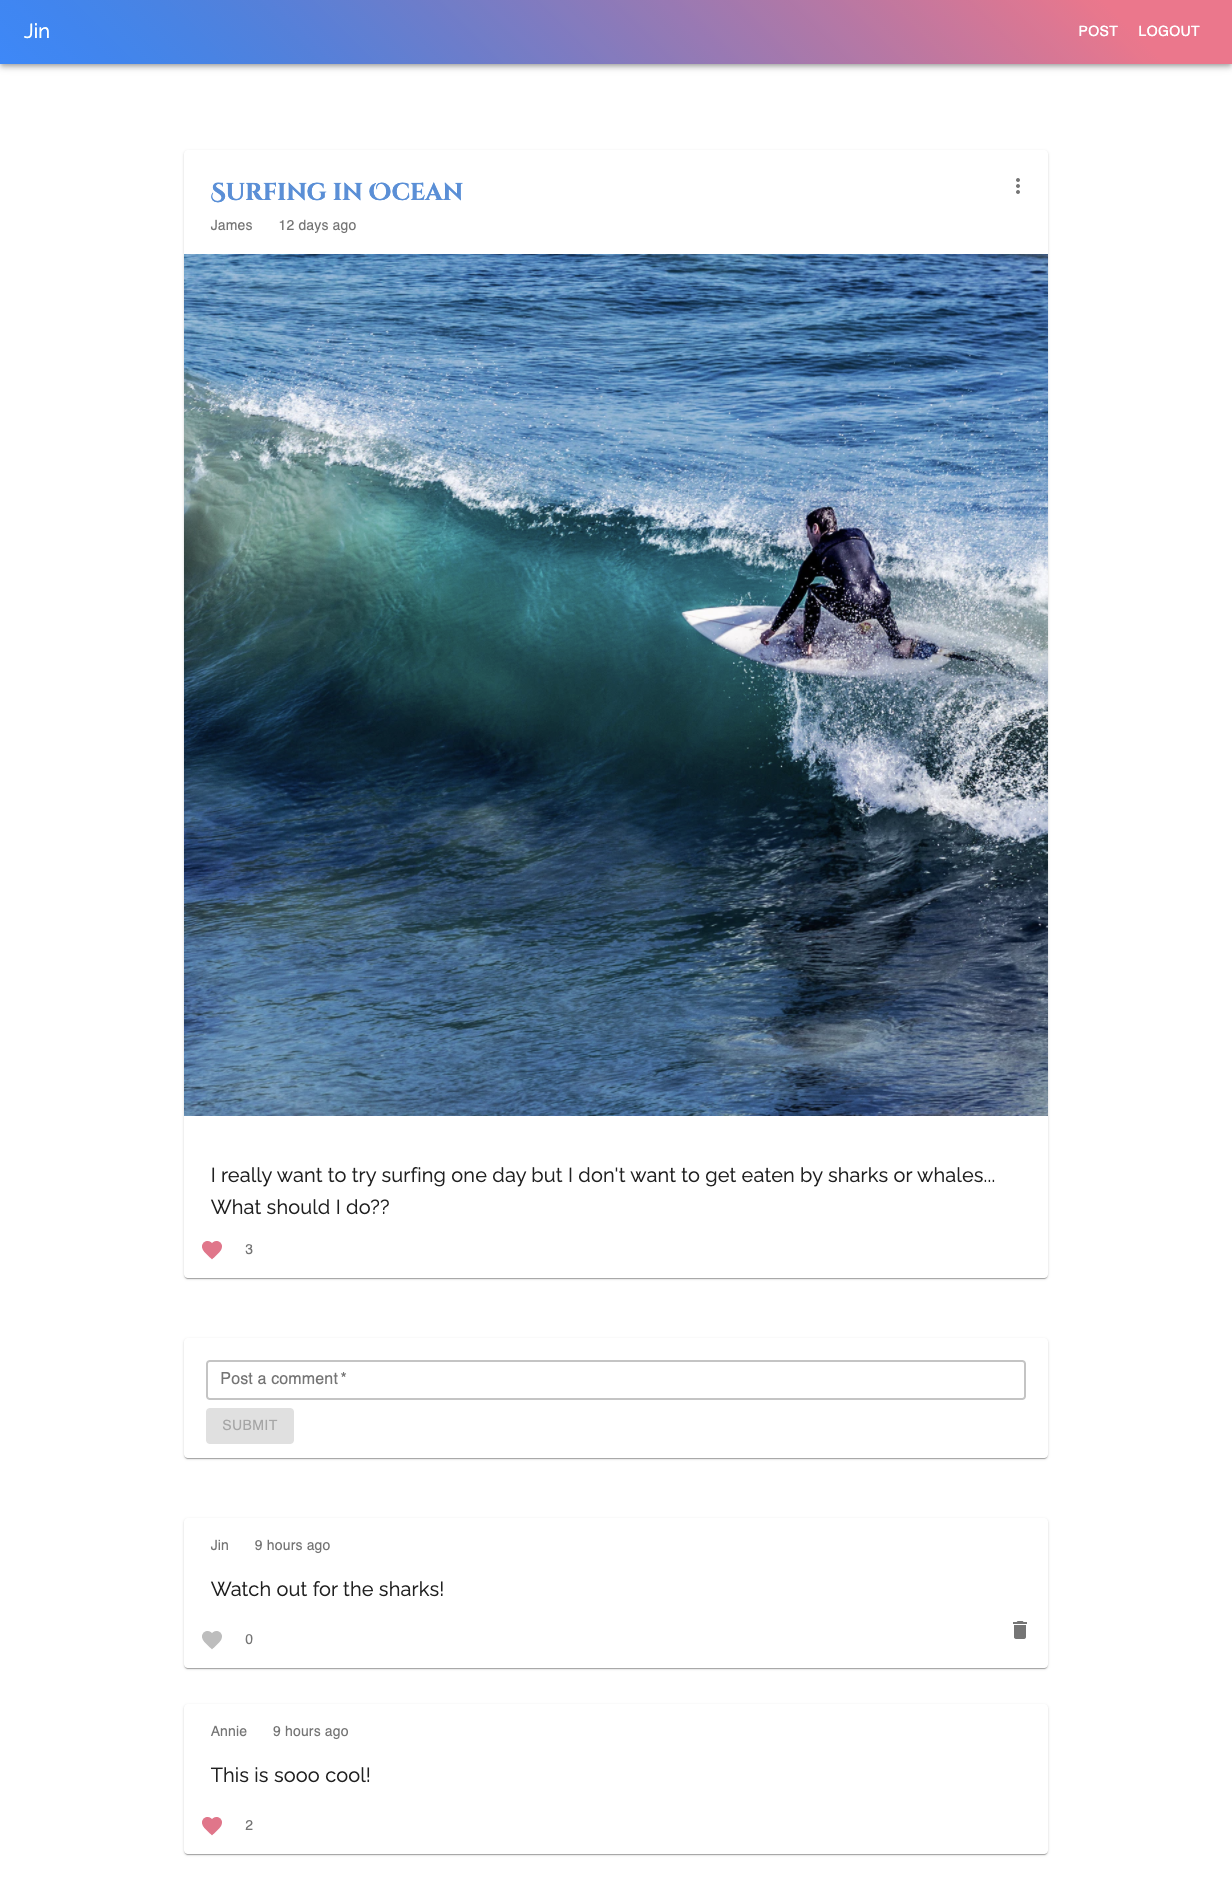 Jin
POST LOGOUT
Surfing in Ocean
James 12 days ago
I really want to try surfing one day but I don't want to get eaten by sharks or whales...
What should I do??
3
Post a comment *
SUBMIT
Jin 9 hours ago
Watch out for the sharks!
0
Annie 9 hours ago
This is sooo cool!
2